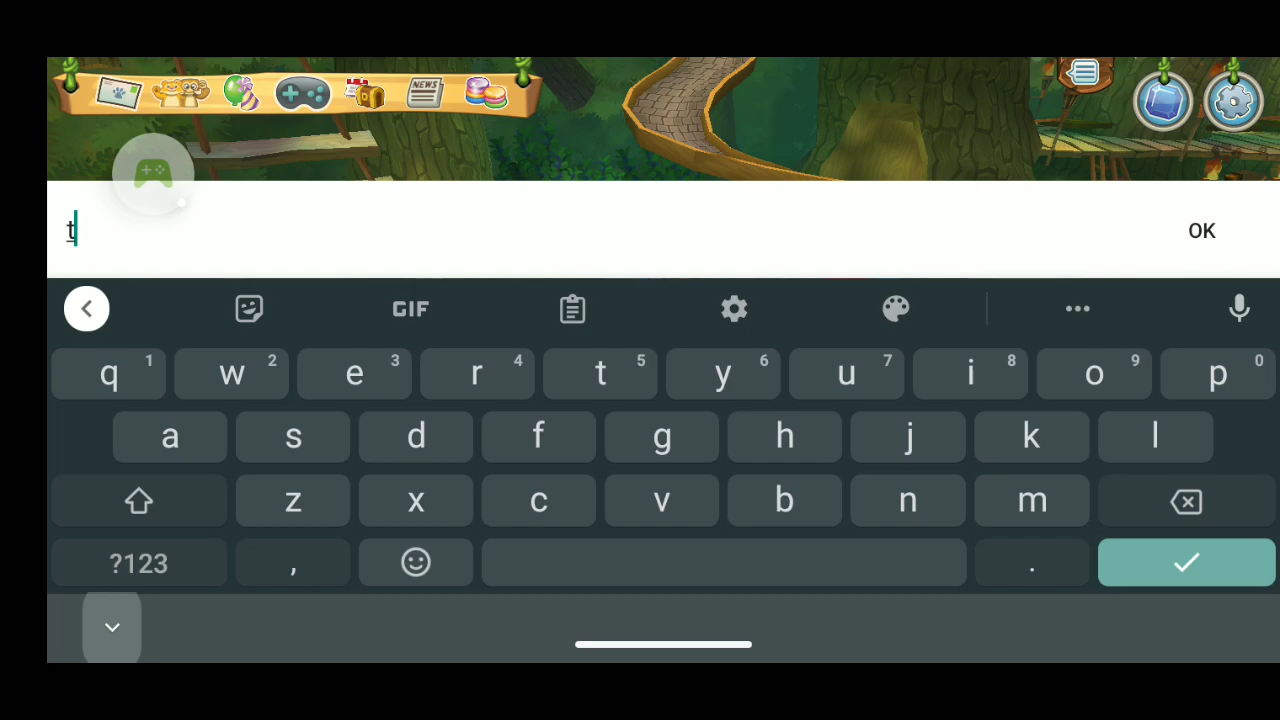 NEWS
t
OK
GIF
q 1 w 2 e 3 r 4 t 5 y 6 u 7 i 8 o 9 p 0
a s d f g h j k l
z x c v b n m
?123 , .